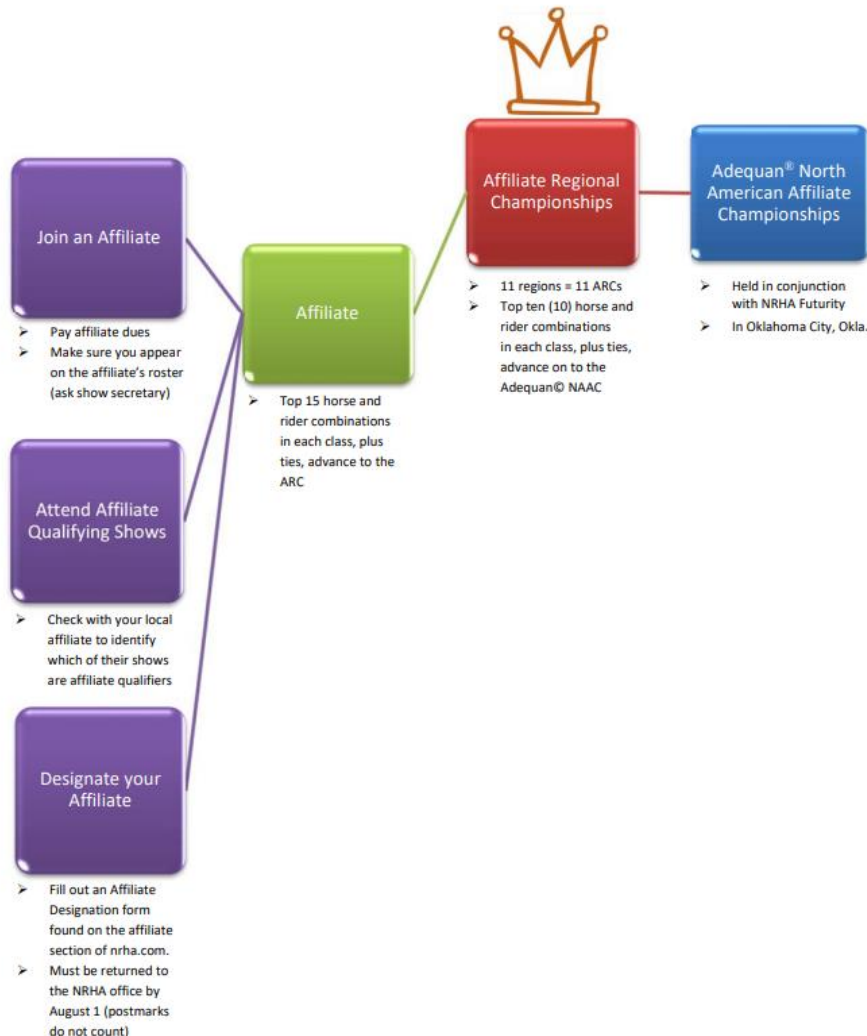 Join an Affiliate
➢ Pay affiliate dues
➢ Make sure you appear
on the affiliate's roster
(ask show secretary)
Attend Affiliate
Qualifying Shows
➢ Check with your local
affiliate to identify
which of their shows
are affiliate qualifiers
Designate your
Affiliate
➢ Fill out an Affiliate
Designation form
found on the affiliate
section of nrha.com.
➢ Must be returned to
the NRHA office by
August 1 (postmarks
do not count)
Affiliate
➢ Top 15 horse and
rider combinations
in each class, plus
ties, advance to the
ARC
Affiliate Regional
Championships
➢ 11 regions = 11 ARCs
➢ Top ten (10) horse and
rider combinations
in each class, plus ties,
advance on to the
Adequan© NAAC
Adequan® North
American Affiliate
Championships
➢ Held in conjunction
with NRHA Futurity
➢ In Oklahoma City, Okla.